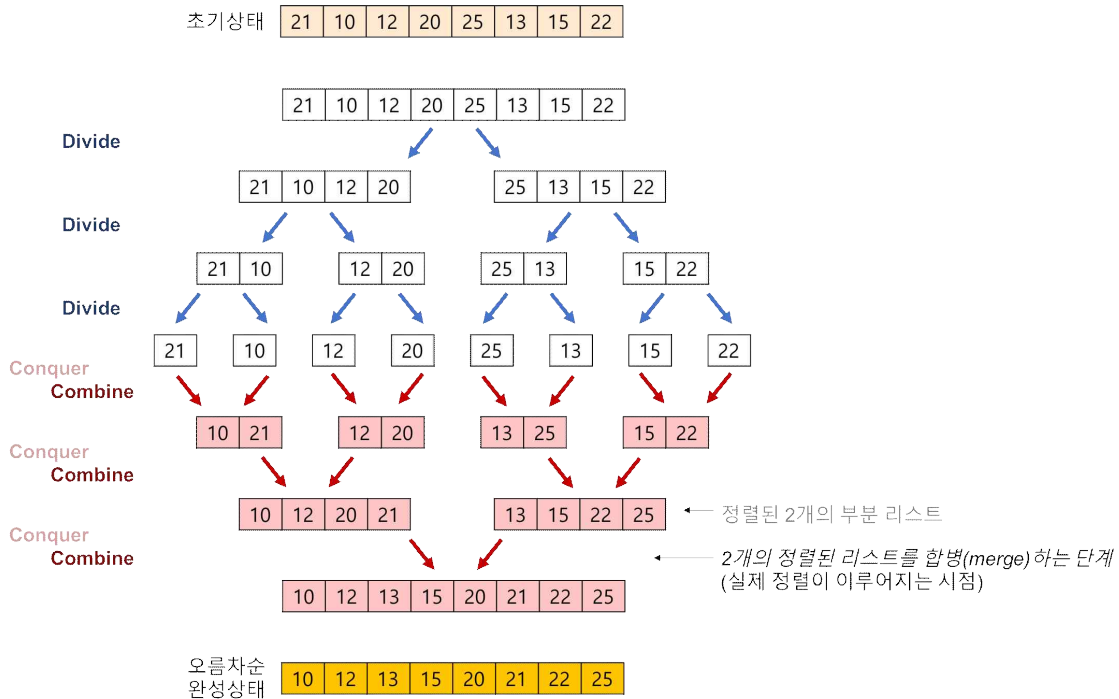 초기상태 21 10 12 20 25 13 15 22
21 10 12 20 25 13 15 22
Divide
21 10 12 20 25 13 15 22
Divide
21 10 12 20 25 13 15 22
Divide
21 10 12 20 25 13 15 22
Conquer
Combine
10 21 12 20 13 25 15 22
Conquer
Combine
10 12 20 21 13 15 22 25
정렬된 2개의 부분 리스트
Conquer
Combine
2개의 정렬된 리스트를 합병(merge)하는 단계
(실제 정렬이 이루어지는 시점)
10 12 13 15 20 21 22 25
오름차순
완성상태 10 12 13 15 20 21 22 25